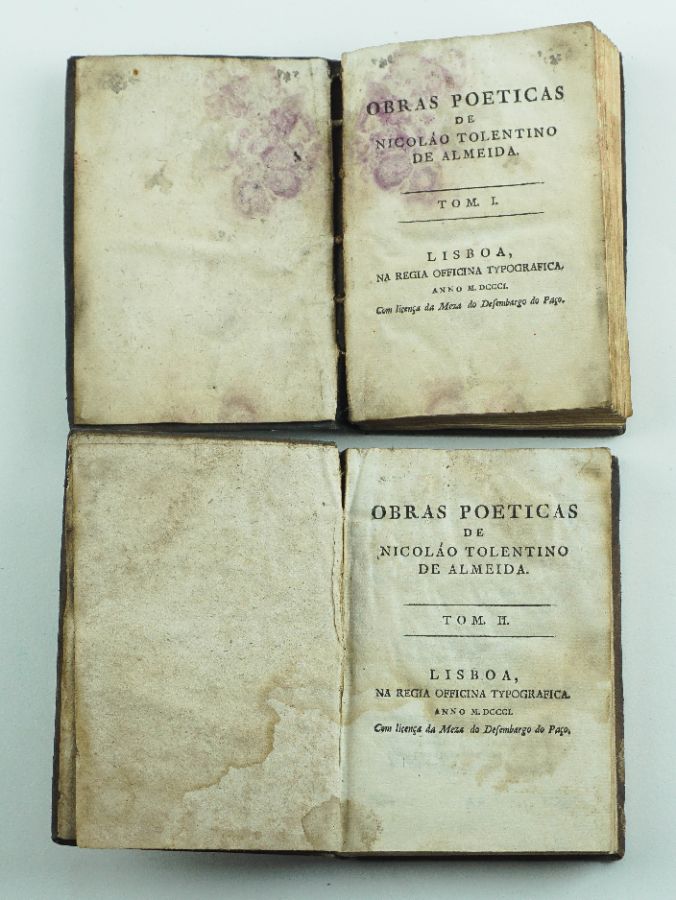 OBRAS POETICAS
DE
NICOLÁO TOLENTINO
DE ALMEIDA.
TOM. I.
LISBOA,
NA REGIA OFFICINA TYPOGRAFICA.
ANNO M. DCCCI.
Com licença da Meza do Desembargo do Paço.
OBRAS POETICAS
DE
NICOLÁO TOLENTINO
DE ALMEIDA.
TOM. II.
LISBOA,
NA REGIA OFFICINA TYPOGRAFICA.
ANNO M. DCCCI.
Com licença da Meza do Desembargo do Paço.